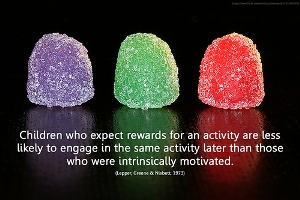 Children who expect rewards for an activity are less
likely to engage in the same activity later than those
who were intrinsically motivated.
(Lepper, Greene & Nisbett, 1973)